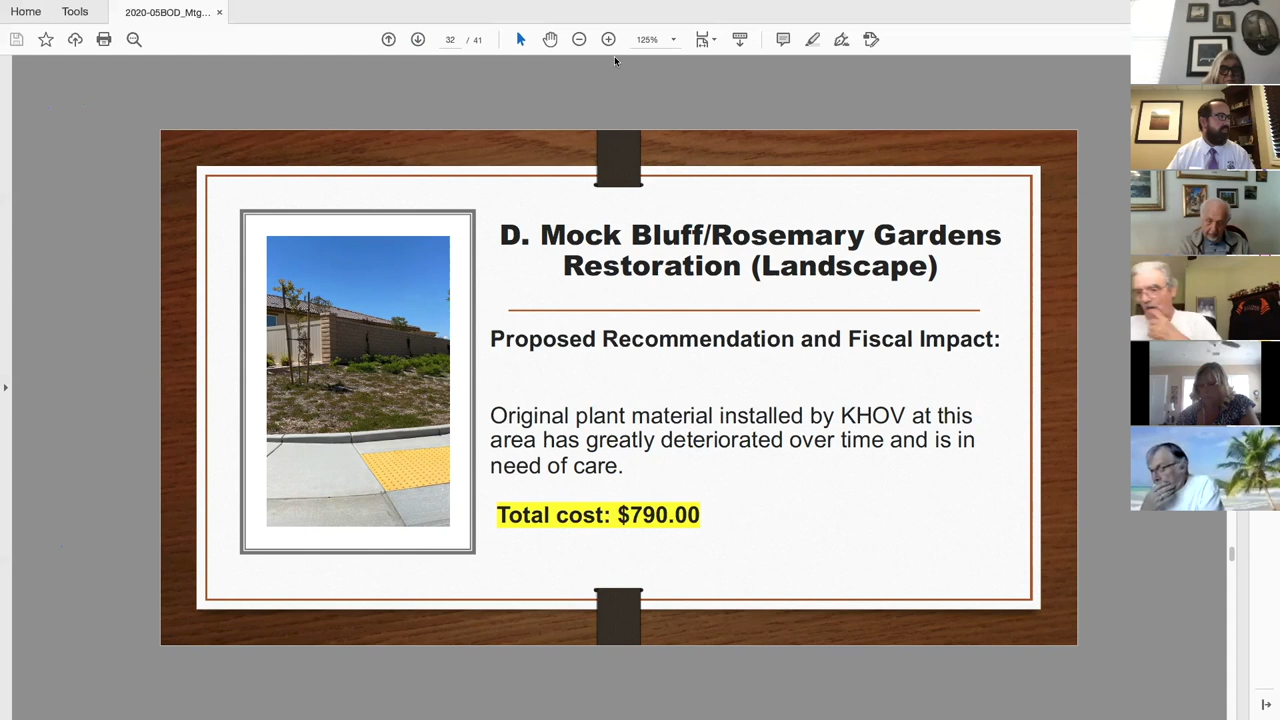 Home
Tools
2020-05BOD_Mtg...
32 / 41
125%
D. Mock Bluff/Rosemary Gardens
Restoration (Landscape)
Proposed Recommendation and Fiscal Impact:
Original plant material installed by KHOV at this
area has greatly deteriorated over time and is in
need of care.
Total cost: $790.00